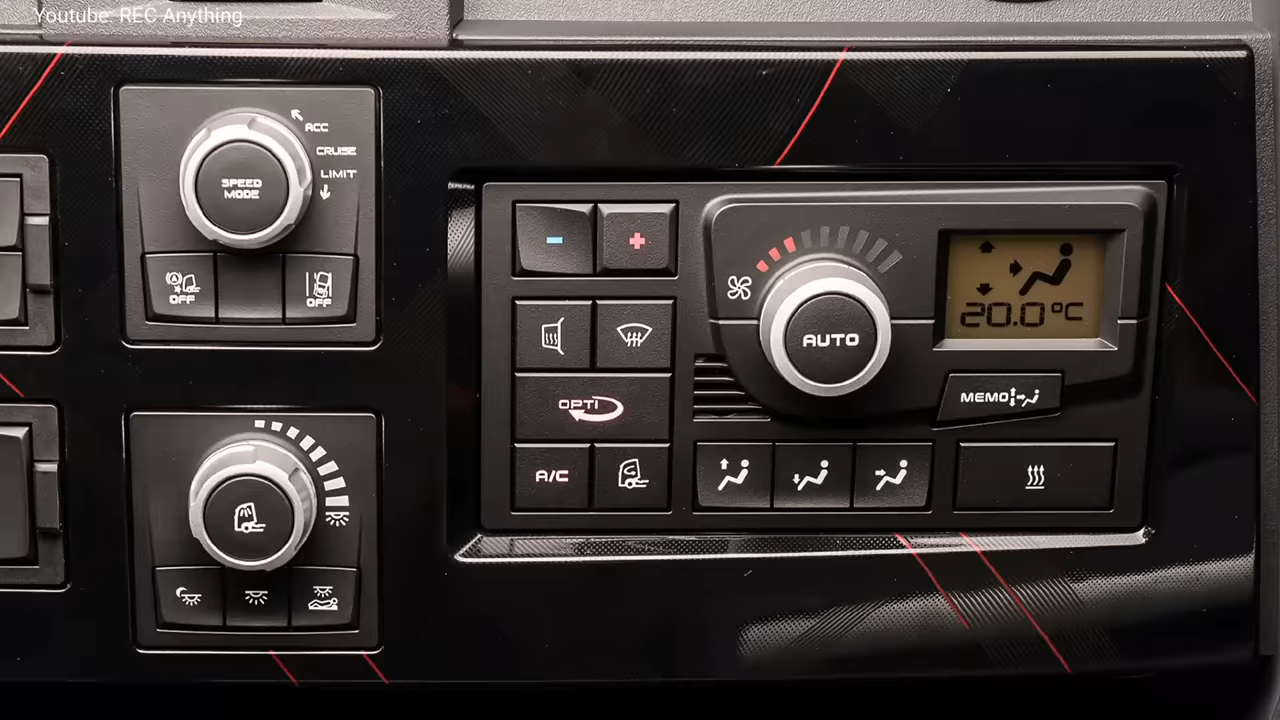 Youtube: REC Anything
ACC
CRUISE
LIMIT
SPEED
MODE
OFF
OFF
AUTO
20.0°C
MEMO
OPTI
A/C